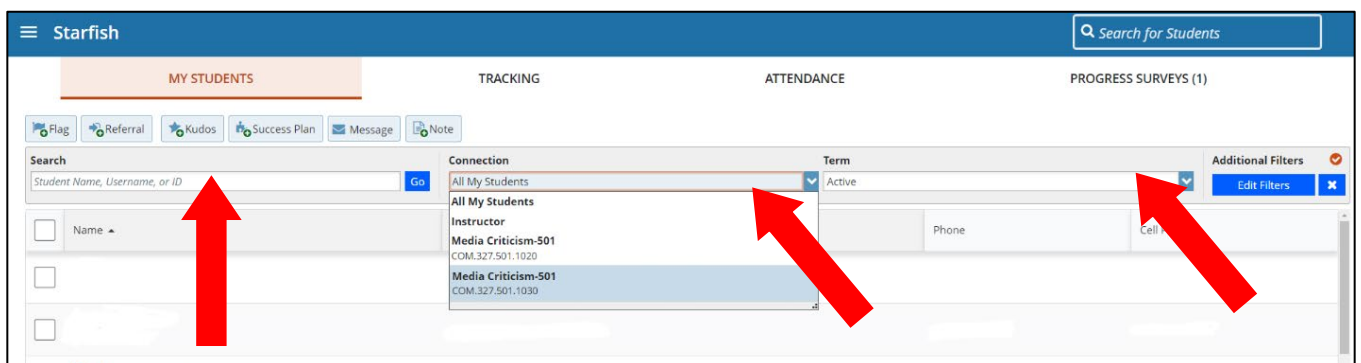 Starfish
Search for Students
MY STUDENTS TRACKING ATTENDANCE PROGRESS SURVEYS (1)
Flag Referral Kudos Success Plan Message Note
Search Connection Term Additional Filters
Student Name, Username, or ID Go All My Students Active Edit Filters
All My Students
Instructor
Media Criticism-501
COM.327.501.1020
Media Criticism-501
COM.327.501.1030
Name Phone Cell